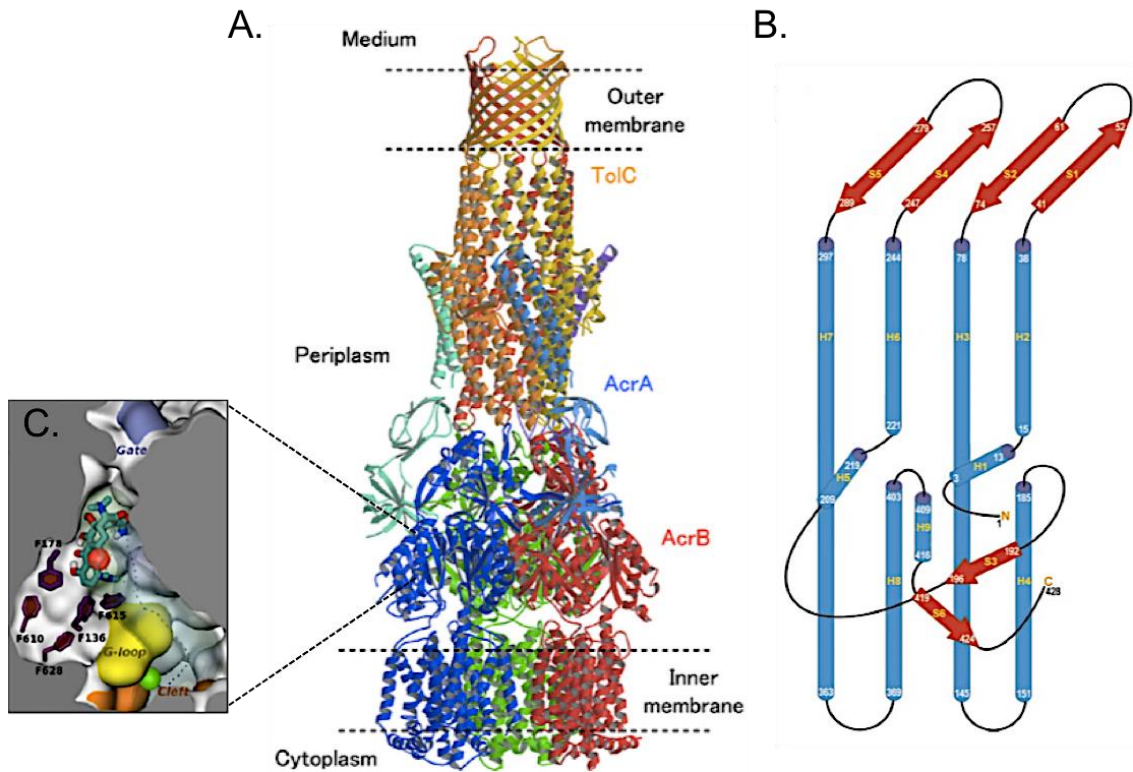 A.
Medium
Outer
membrane
TolC
Periplasm
AcrA
AcrB
Inner
membrane
Cytoplasm
B.
279
257
61
52
S5
S4
S2
S1
289
247
74
41
297
244
78
38
H7
H6
H3
H2
221
15
219
13
H5
H1
3
209
403
409
185
N
1
H9
416
192
S3
196
H8
H4
C
428
419
S6
424
363
369
145
151
C.
Gate
F178
F615
F610
F136
G-loop
F628
Cleft